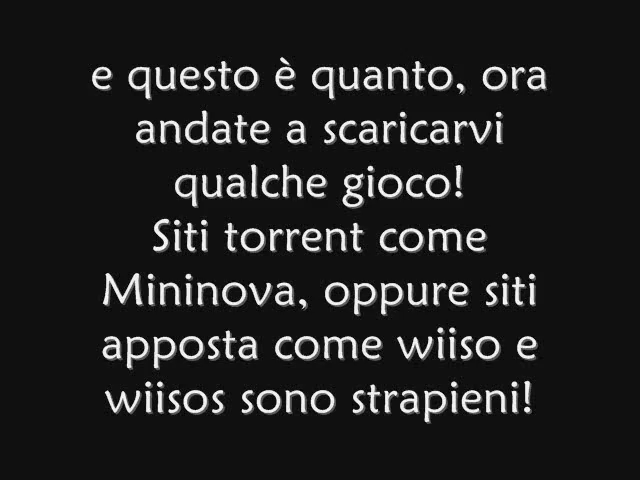 e questo è quanto, ora
andate a scaricarvi
qualche gioco!
Siti torrent come
Mininova, oppure siti
apposta come wiiso e
wiisos sono strapieni!